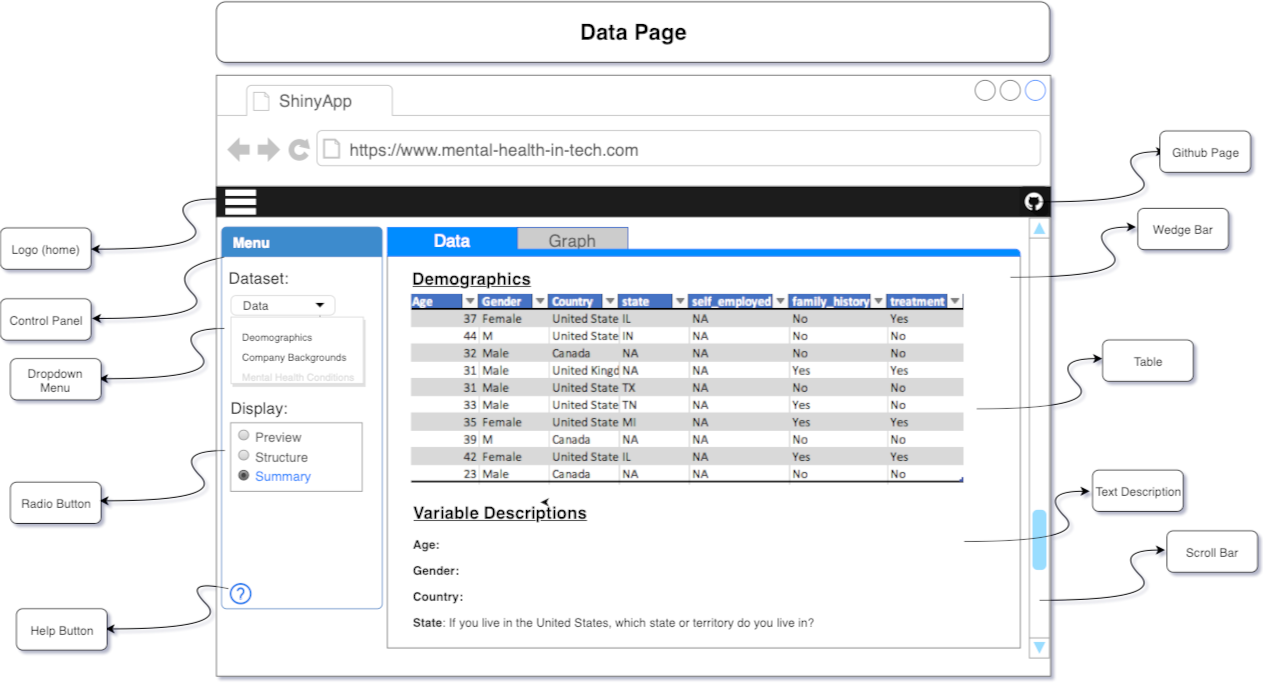 Data Page
ShinyApp
https://www.mental-health-in-tech.com
Github Page
Logo (home)
Wedge Bar
Menu
Data Graph
Dataset:
Data
Control Panel
Deomographics
Company Backgrounds
Mental Health Conditions
Dropdown
Menu
Display:
Preview
Structure
Summary
Radio Button
Help Button
Demographics
Age Gender Country state self_employed family_history treatment
37 Female United State IL NA No Yes
44 M United State IN NA No No
32 Male Canada NA NA No No
31 Male United Kingd NA NA Yes Yes
31 Male United State TX NA No No
33 Male United State TN NA Yes No
35 Female United State MI NA Yes Yes
39 M Canada NA NA No No
42 Female United State IL NA Yes Yes
23 Male Canada NA NA No No
Table
Variable Descriptions
Text Description
Age:
Gender:
Country:
State: If you live in the United States, which state or territory do you live in?
Scroll Bar